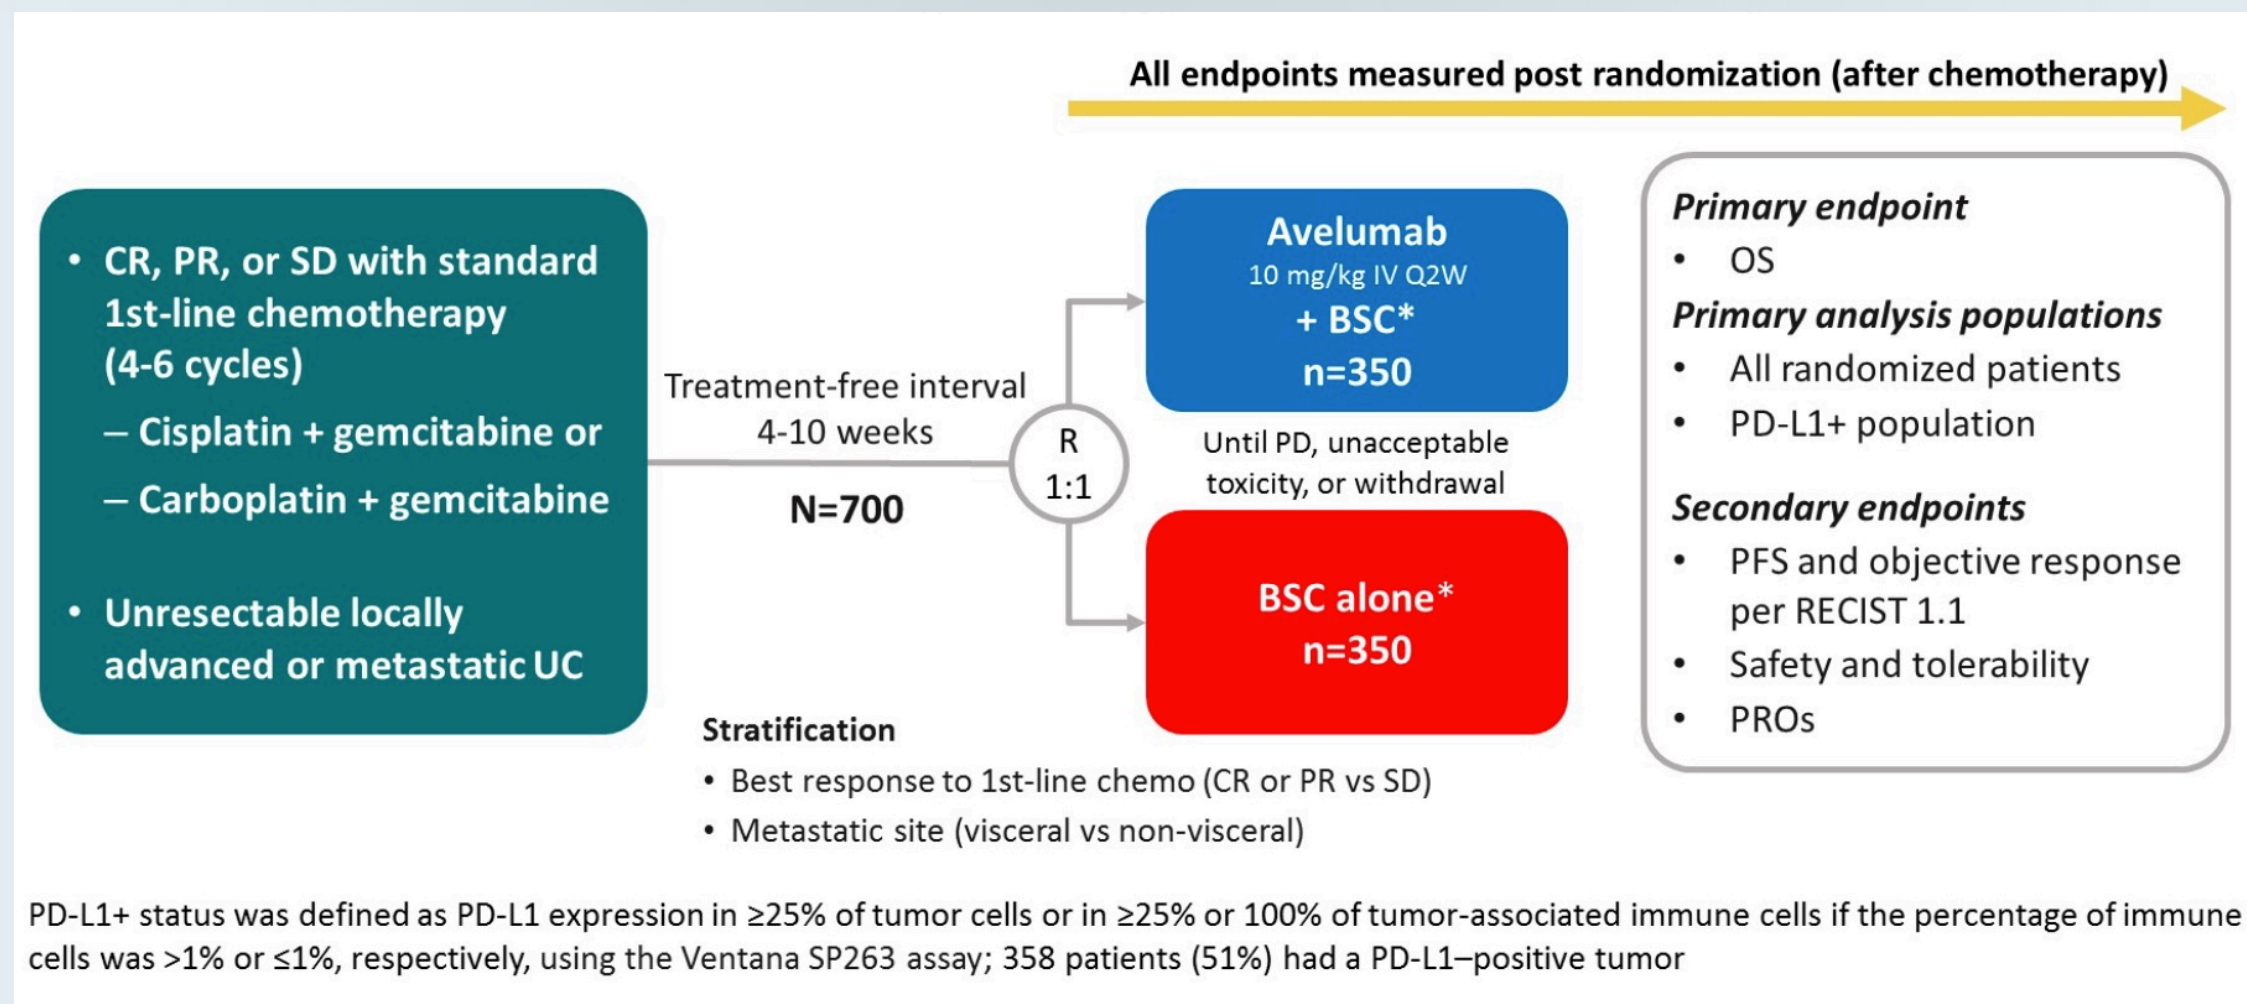 All endpoints measured post randomization (after chemotherapy)
• CR, PR, or SD with standard
1st-line chemotherapy
(4-6 cycles)
– Cisplatin + gemcitabine or
– Carboplatin + gemcitabine
• Unresectable locally
advanced or metastatic UC
Treatment-free interval
4-10 weeks
N=700
R
1:1
Avelumab
10 mg/kg IV Q2W
+ BSC*
n=350
Until PD, unacceptable
toxicity, or withdrawal
BSC alone*
n=350
Primary endpoint
• OS
Primary analysis populations
• All randomized patients
• PD-L1+ population
Secondary endpoints
• PFS and objective response
per RECIST 1.1
• Safety and tolerability
• PROs
Stratification
• Best response to 1st-line chemo (CR or PR vs SD)
• Metastatic site (visceral vs non-visceral)
PD-L1+ status was defined as PD-L1 expression in ≥25% of tumor cells or in ≥25% or 100% of tumor-associated immune cells if the percentage of immune
cells was >1% or ≤1%, respectively, using the Ventana SP263 assay; 358 patients (51%) had a PD-L1–positive tumor